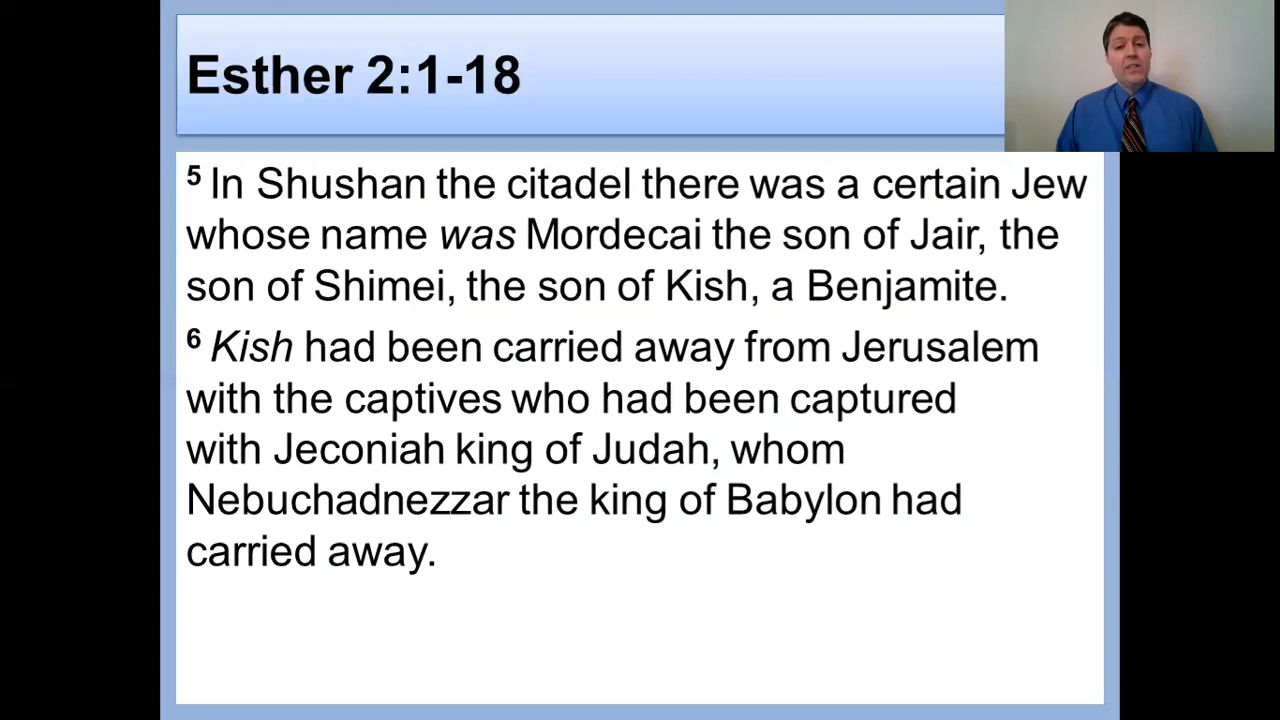 Esther 2:1-18
5 In Shushan the citadel there was a certain Jew
whose name was Mordecai the son of Jair, the
son of Shimei, the son of Kish, a Benjamite.
6 Kish had been carried away from Jerusalem
with the captives who had been captured
with Jeconiah king of Judah, whom
Nebuchadnezzar the king of Babylon had
carried away.